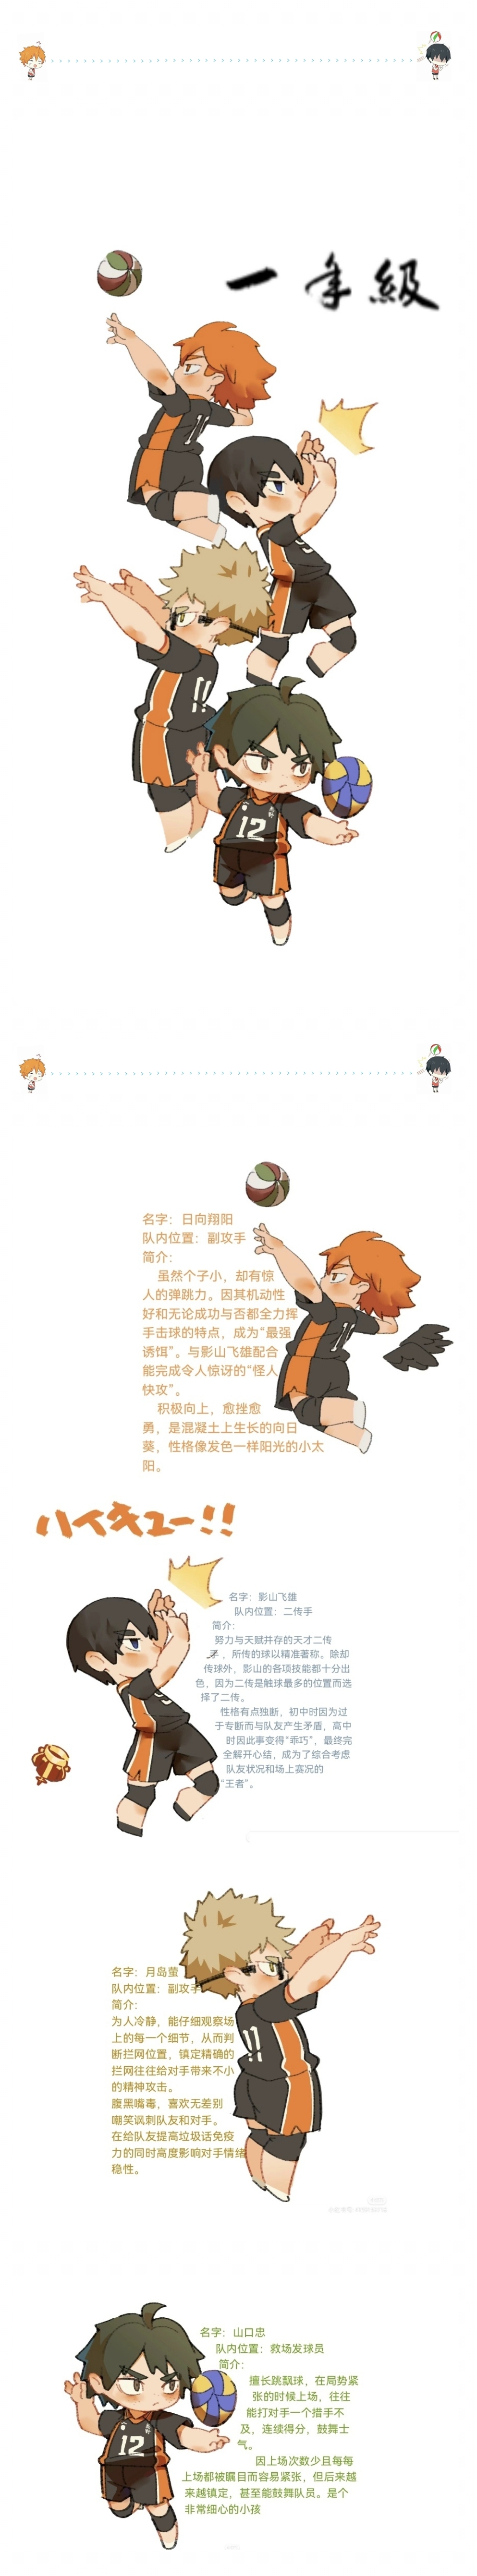 一年級
12
名字：日向翔阳
队内位置：副攻手
简介：
虽然个子小，却有惊
人的弹跳力。因其机动性
好和无论成功与否都全力挥
手击球的特点，成为“最强
诱饵”。与影山飞雄配合
能完成令人惊讶的“怪人
快攻”。
积极向上，愈挫愈
勇，是混凝土上生长的向日
葵，性格像发色一样阳光的小太
阳。
ハイキュー!!
名字：影山飞雄
队内位置：二传手
简介：
努力与天赋并存的天才二传
手，所传的球以精准著称。除却
传球外，影山的各项技能都十分出
色，因为二传是触球最多的位置而选
择了二传。
性格有点独断，初中时因为过
于专断而与队友产生矛盾，高中
时因此事变得“乖巧”，最终完
全解开心结，成为了综合考虑
队友状况和场上赛况的
“王者”。
名字：月岛萤
队内位置：副攻手
简介：
为人冷静，能仔细观察场
上的每一个细节，从而判
断拦网位置，镇定精确的
拦网往往给对手带来不小
的精神攻击。
腹黑嘴毒，喜欢无差别
嘲笑讽刺队友和对手。
在给队友提高垃圾话免疫
力的同时高度影响对手情绪
稳性。
名字：山口忠
队内位置：救场发球员
简介：
擅长跳飘球，在局势紧
张的时候上场，往往
能打对手一个措手不
及，连续得分，鼓舞士
气。
因上场次数少且每每
上场都被瞩目而容易紧张，但后来越
来越镇定，甚至能鼓舞队员。是个
非常细心的小孩
12